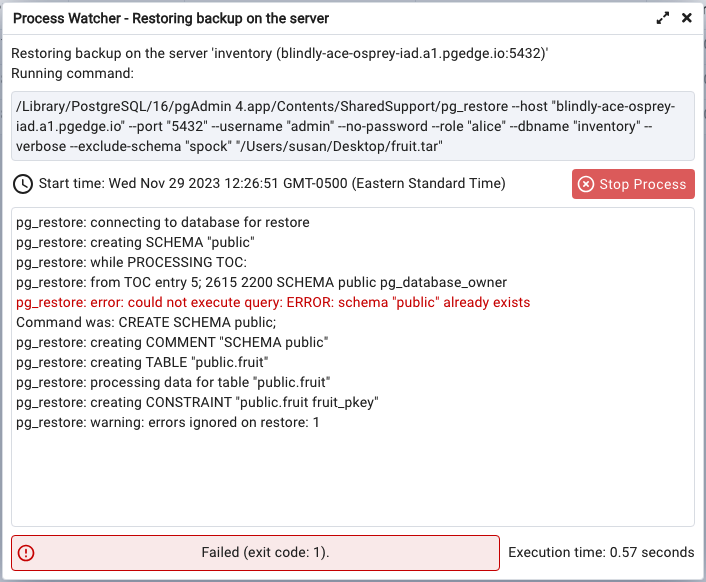 Process Watcher - Restoring backup on the server
Restoring backup on the server 'inventory (blindly-ace-osprey-iad.a1.pgedge.io:5432)'
Running command:
/Library/PostgreSQL/16/pgAdmin 4.app/Contents/SharedSupport/pg_restore --host "blindly-ace-osprey-
iad.a1.pgedge.io" --port "5432" --username "admin" --no-password --role "alice" --dbname "inventory" --
verbose --exclude-schema "spock" "/Users/susan/Desktop/fruit.tar"
Start time: Wed Nov 29 2023 12:26:51 GMT-0500 (Eastern Standard Time)
Stop Process
pg_restore: connecting to database for restore
pg_restore: creating SCHEMA "public"
pg_restore: while PROCESSING TOC:
pg_restore: from TOC entry 5; 2615 2200 SCHEMA public pg_database_owner
pg_restore: error: could not execute query: ERROR: schema "public" already exists
Command was: CREATE SCHEMA public;
pg_restore: creating COMMENT "SCHEMA public"
pg_restore: creating TABLE "public.fruit"
pg_restore: processing data for table "public.fruit"
pg_restore: creating CONSTRAINT "public.fruit fruit_pkey"
pg_restore: warning: errors ignored on restore: 1
Failed (exit code: 1).
Execution time: 0.57 seconds